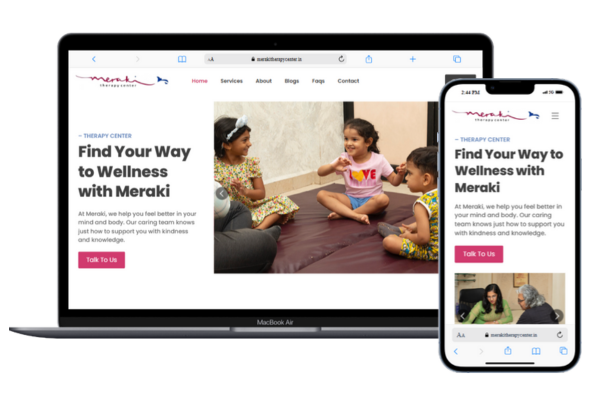 AA merakitherapycenter.in
meraki
therapy center
Home Services About Blogs Faqs Contact
– THERAPY CENTER
Find Your Way
to Wellness
with Meraki
At Meraki, we help you feel better in your
mind and body. Our caring team knows
just how to support you with kindness
and knowledge.
Talk To Us
LOVE
MacBook Air
2:44 PM
5G
meraki
therapy center
– THERAPY CENTER
Find Your Way to
Wellness with
Meraki
At Meraki, we help you feel better in
your mind and body. Our caring team
knows just how to support you with
kindness and knowledge.
Talk To Us
AA merakitherapycenter.in